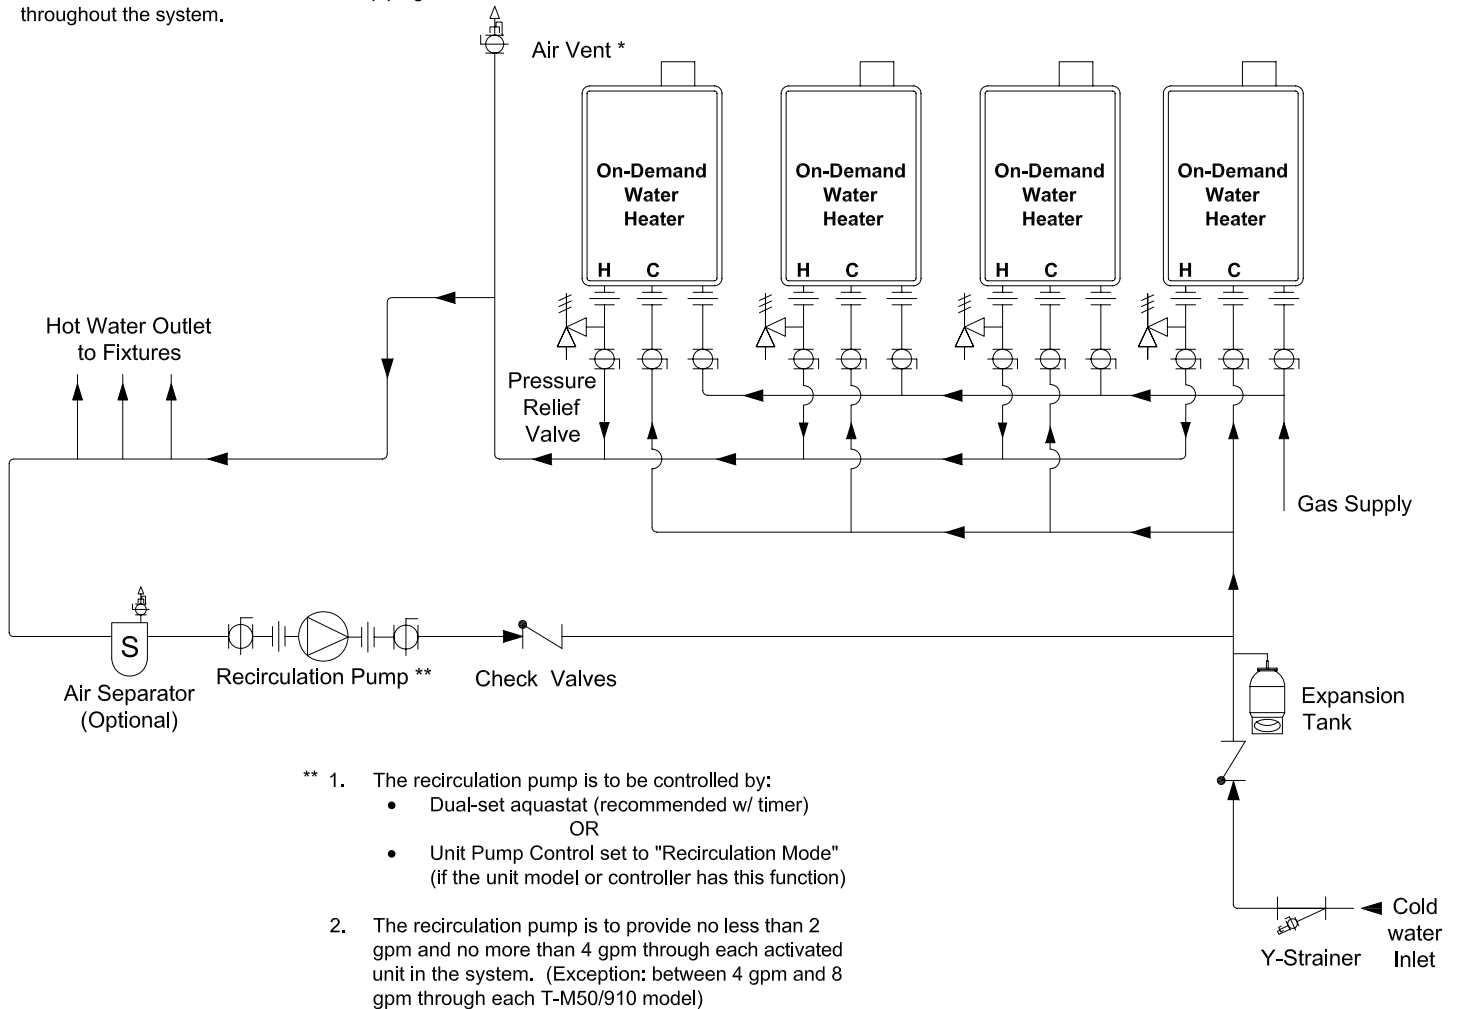 throughout the system.
Air Vent *
On-Demand
Water
Heater
H C
On-Demand
Water
Heater
H C
On-Demand
Water
Heater
H C
On-Demand
Water
Heater
H C
Hot Water Outlet
to Fixtures
Pressure
Relief
Valve
Gas Supply
S
Air Separator
(Optional)
Recirculation Pump **
Check Valves
Expansion
Tank
** 1. The recirculation pump is to be controlled by:
• Dual-set aquastat (recommended w/ timer)
OR
• Unit Pump Control set to "Recirculation Mode"
(if the unit model or controller has this function)
2. The recirculation pump is to provide no less than 2
gpm and no more than 4 gpm through each activated
unit in the system. (Exception: between 4 gpm and 8
gpm through each T-M50/910 model)
Cold
water
Inlet
Y-Strainer